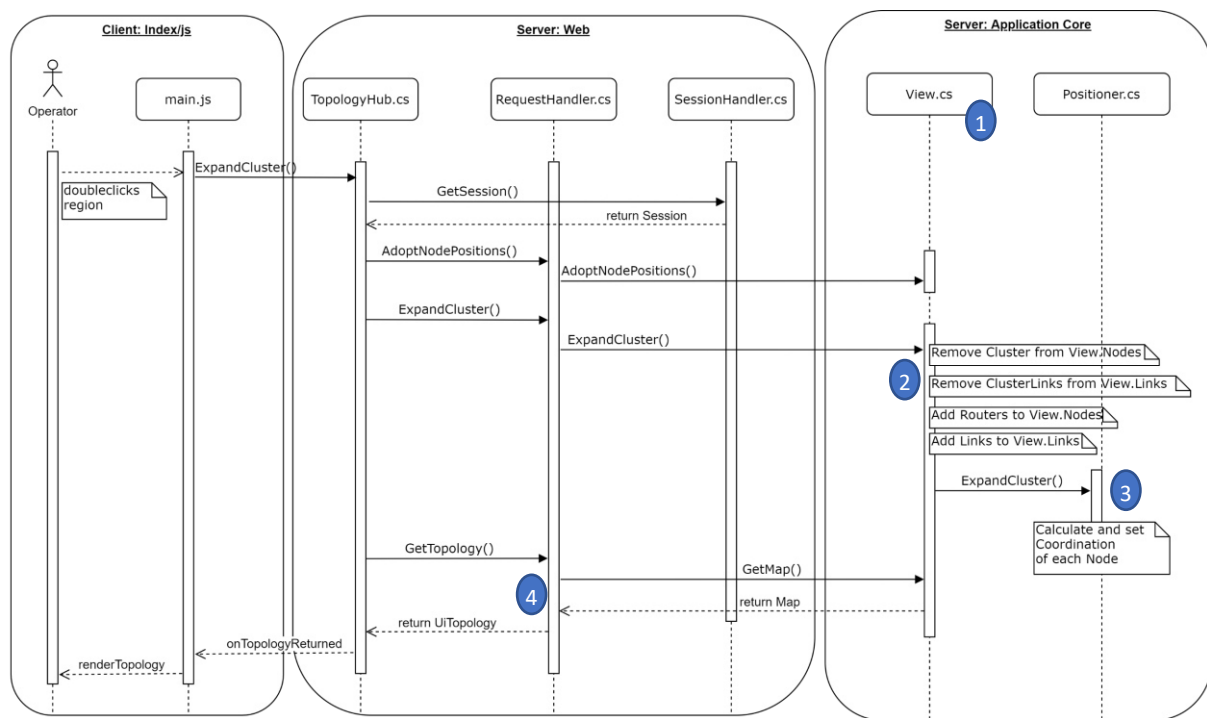 Client: Index/js
Server: Web
Server: Application Core
Operator
main.js
TopologyHub.cs
RequestHandler.cs
SessionHandler.cs
View.cs
Positioner.cs
1
ExpandCluster()
doubleclicks
region
GetSession()
return Session
AdoptNodePositions()
AdoptNodePositions()
ExpandCluster()
ExpandCluster()
2
Remove Cluster from View.Nodes
Remove ClusterLinks from View.Links
Add Routers to View.Nodes
Add Links to View.Links
ExpandCluster()
3
Calculate and set
Coordination
of each Node
GetTopology()
GetMap()
4
return Map
return UiTopology
onTopologyReturned
renderTopology